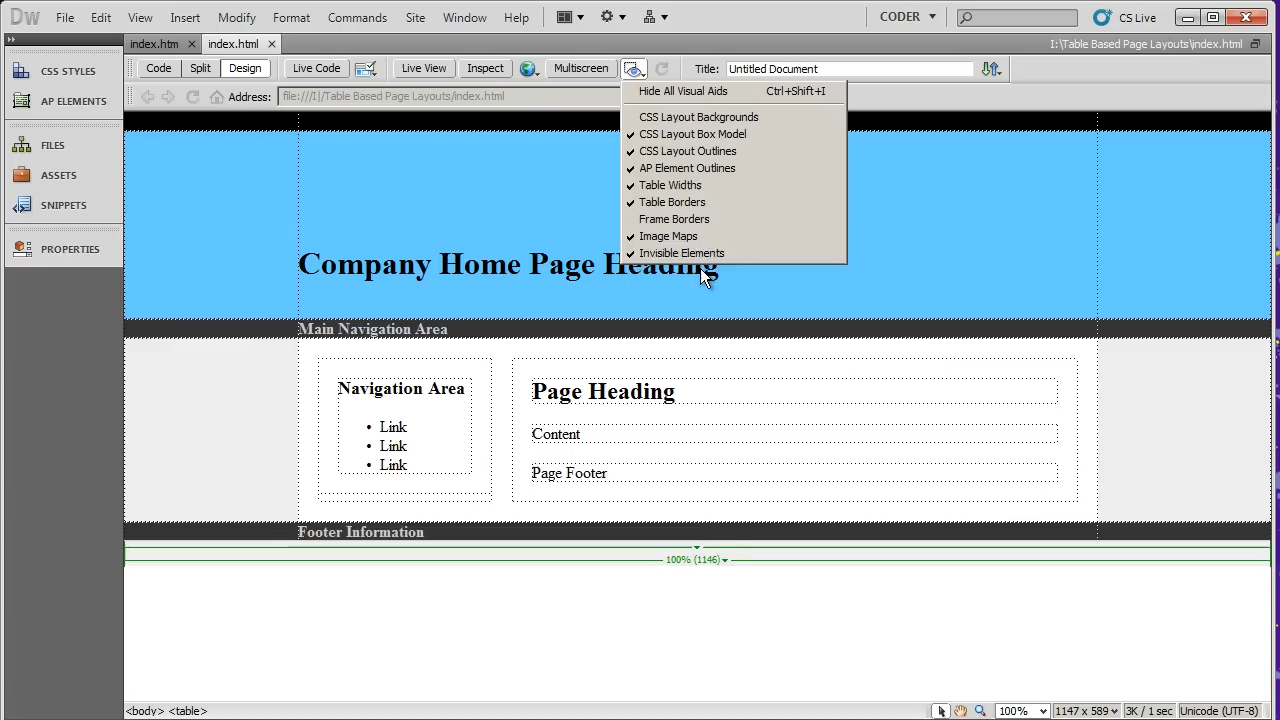 Dw File Edit View Insert Modify Format Commands Site Window Help CODER CS Live
index.htm index.html I:\Table Based Page Layouts\index.html
Code Split Design Live Code Live View Inspect Multiscreen Title: Untitled Document
Address: file:///I|/Table Based Page Layouts/index.html
CSS STYLES
AP ELEMENTS
FILES
ASSETS
SNIPPETS
PROPERTIES
Hide All Visual Aids Ctrl+Shift+I
CSS Layout Backgrounds
CSS Layout Box Model
CSS Layout Outlines
AP Element Outlines
Table Widths
Table Borders
Frame Borders
Image Maps
Invisible Elements
Company Home Page Heading
Main Navigation Area
Navigation Area
• Link
• Link
• Link
Page Heading
Content
Page Footer
Footer Information
100% (1146)
<body> <table> 100% 1147 x 589 3K / 1 sec Unicode (UTF-8)